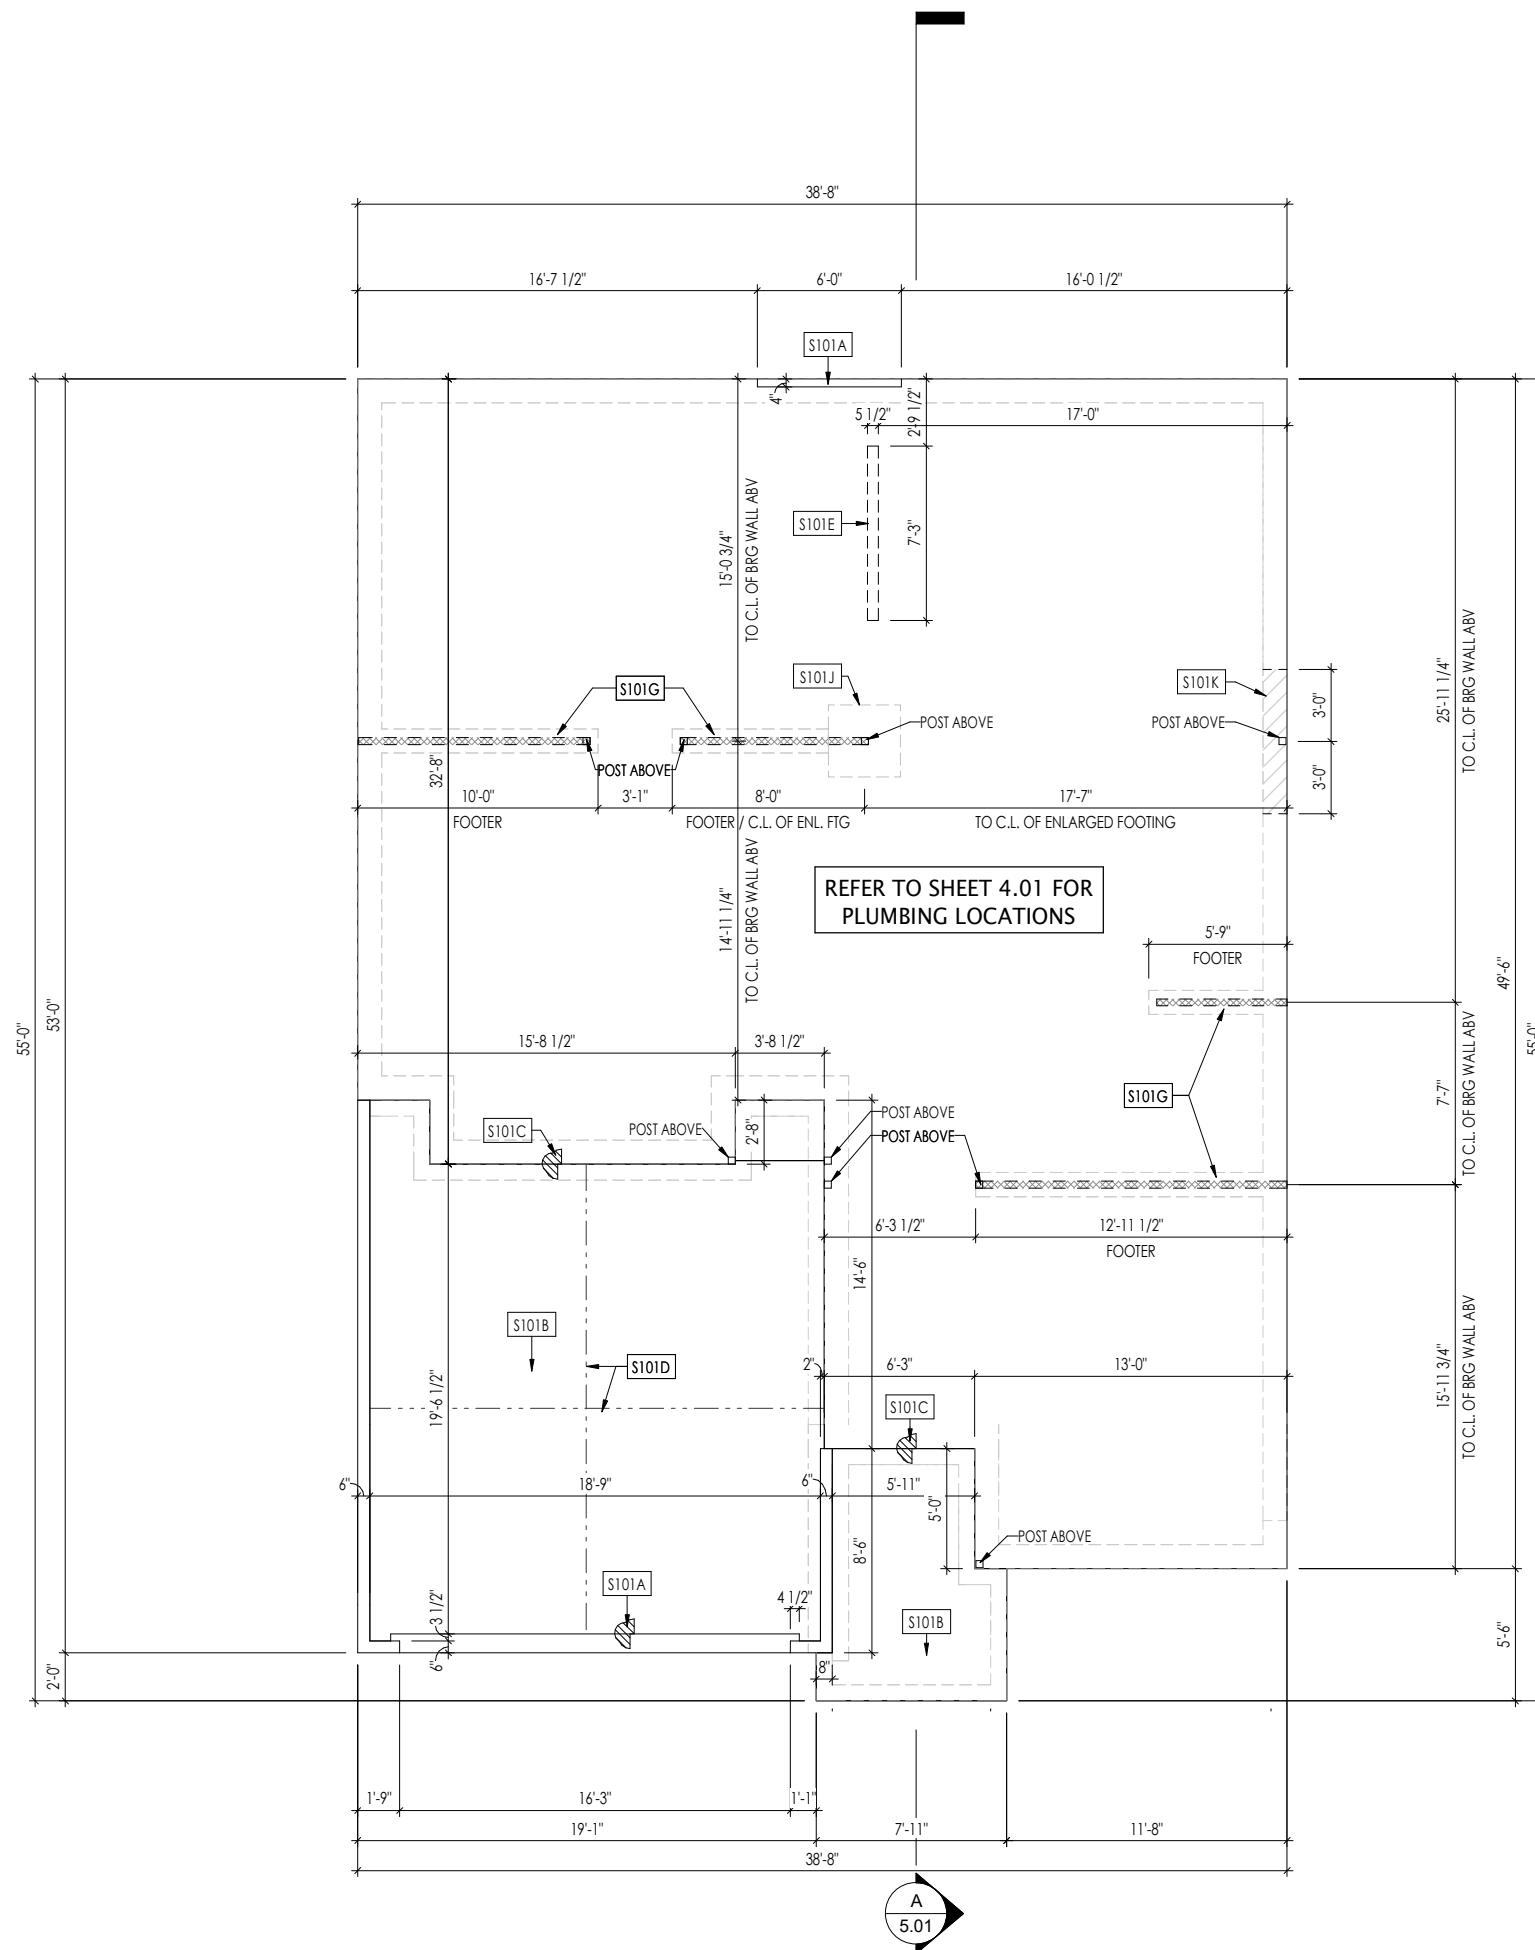 38'-8"
16'-7 1/2"
6'-0"
16'-0 1/2"
S101A
4"
5 1/2"
2'-9 1/2"
17'-0"
S101E
7'-3"
15'-0 3/4"
TO C.L. OF BRG WALL ABV
25'-11 1/4"
TO C.L. OF BRG WALL ABV
S101G
S101J
S101K
POST ABOVE
POST ABOVE
3'-0"
3'-0"
POST ABOVE
32'-8"
10'-0"
FOOTER
3'-1"
8'-0"
FOOTER / C.L. OF ENL. FTG
17'-7"
TO C.L. OF ENLARGED FOOTING
REFER TO SHEET 4.01 FOR
PLUMBING LOCATIONS
14'-11 1/4"
TO C.L. OF BRG WALL ABV
5'-9"
FOOTER
49'-6"
55'-0"
53'-0"
55'-0"
15'-8 1/2"
3'-8 1/2"
7'-7"
TO C.L. OF BRG WALL ABV
S101G
S101C
POST ABOVE
2'-8"
POST ABOVE
POST ABOVE
6'-3 1/2"
12'-11 1/2"
FOOTER
14'-6"
S101B
S101D
2"
6'-3"
13'-0"
15'-11 3/4"
TO C.L. OF BRG WALL ABV
19'-6 1/2"
S101C
6"
18'-9"
6"
5'-11"
5'-0"
8'-6"
POST ABOVE
S101A
4 1/2"
3 1/2"
6"
S101B
8"
2'-0"
5'-6"
1'-9"
16'-3"
1'-1"
19'-1"
7'-11"
11'-8"
38'-8"
A
5.01